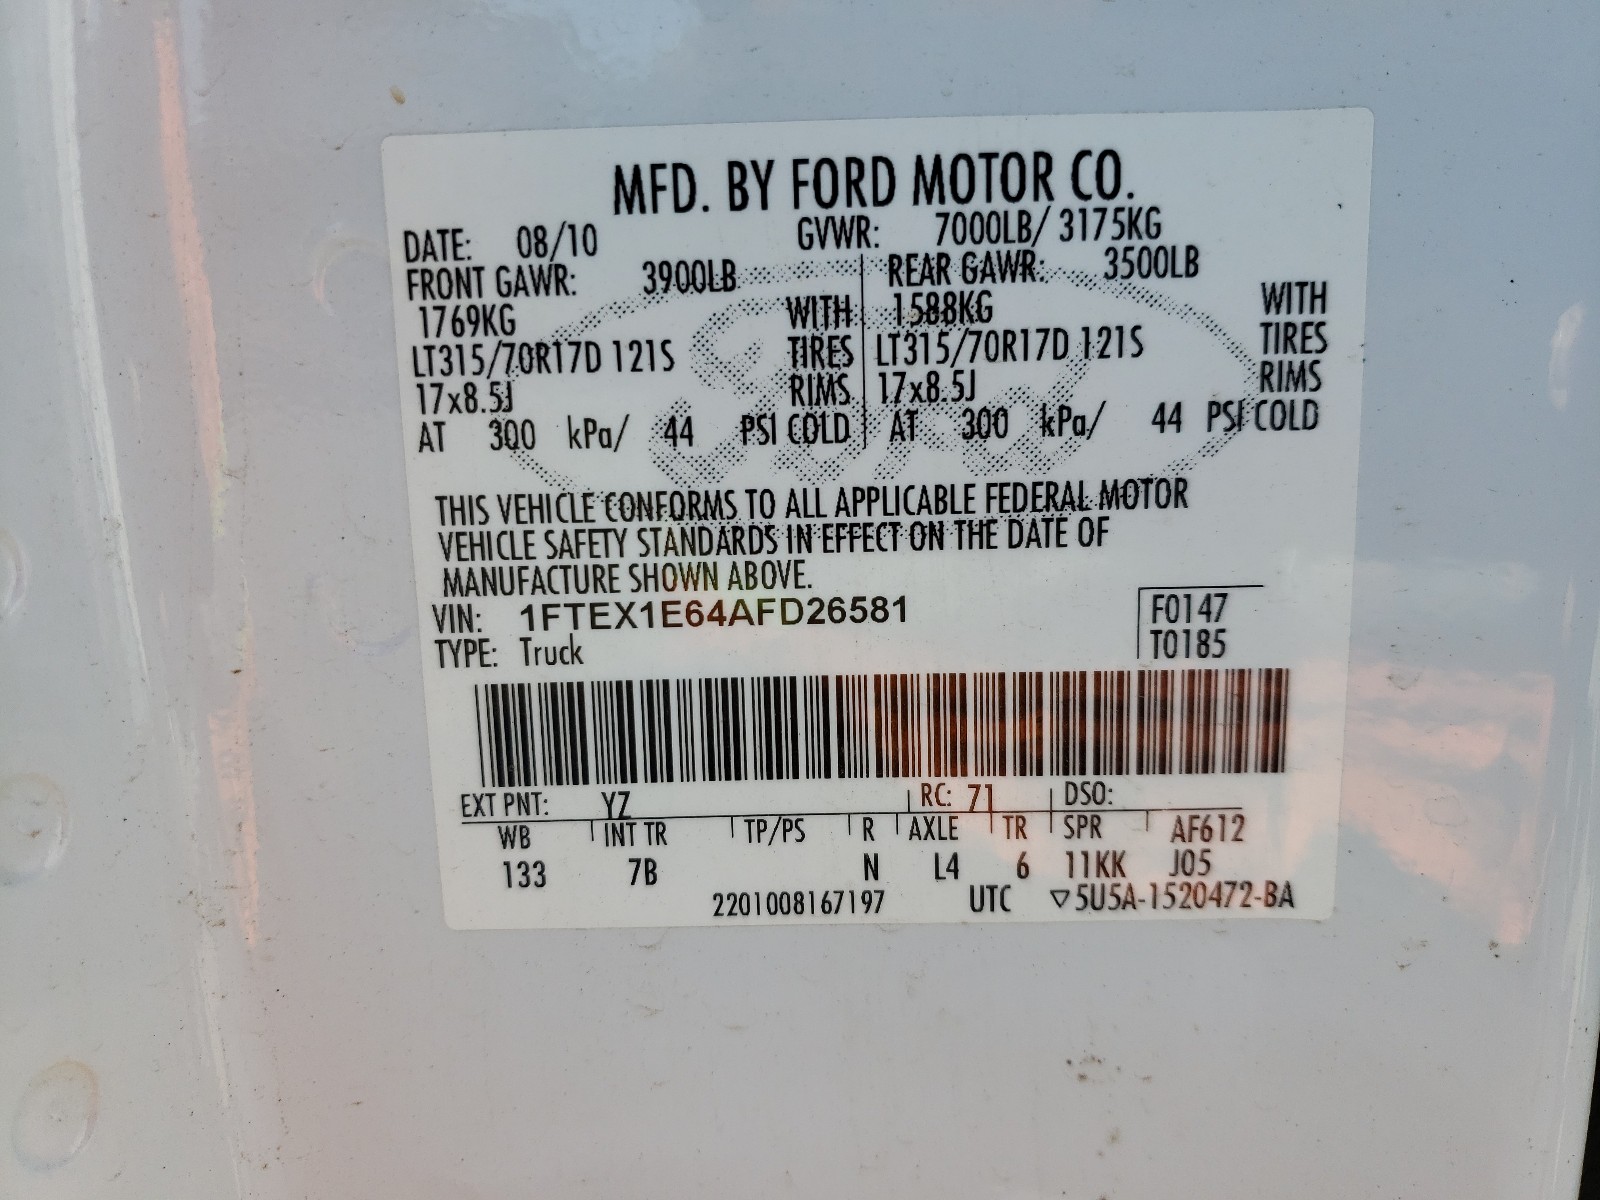 MFD. BY FORD MOTOR CO.
DATE: 08/10 GVWR: 7000LB/ 3175KG
FRONT GAWR: 3900LB REAR GAWR: 3500LB
1769KG WITH 1588KG WITH
LT315/70R17D 121S TIRES LT315/70R17D 121S TIRES
17x8.5J RIMS 17x8.5J RIMS
AT 300 kPa/ 44 PSI COLD AT 300 kPa/ 44 PSI COLD
Ford
THIS VEHICLE CONFORMS TO ALL APPLICABLE FEDERAL MOTOR
VEHICLE SAFETY STANDARDS IN EFFECT ON THE DATE OF
MANUFACTURE SHOWN ABOVE.
VIN: 1FTEX1E64AFD26581 F0147
TYPE: Truck T0185
EXT PNT: YZ RC: 71 DSO:
WB INT TR TP/PS R AXLE TR SPR AF612
133 7B N L4 6 11KK J05
2201008167197 UTC ▽5U5A-1520472-BA